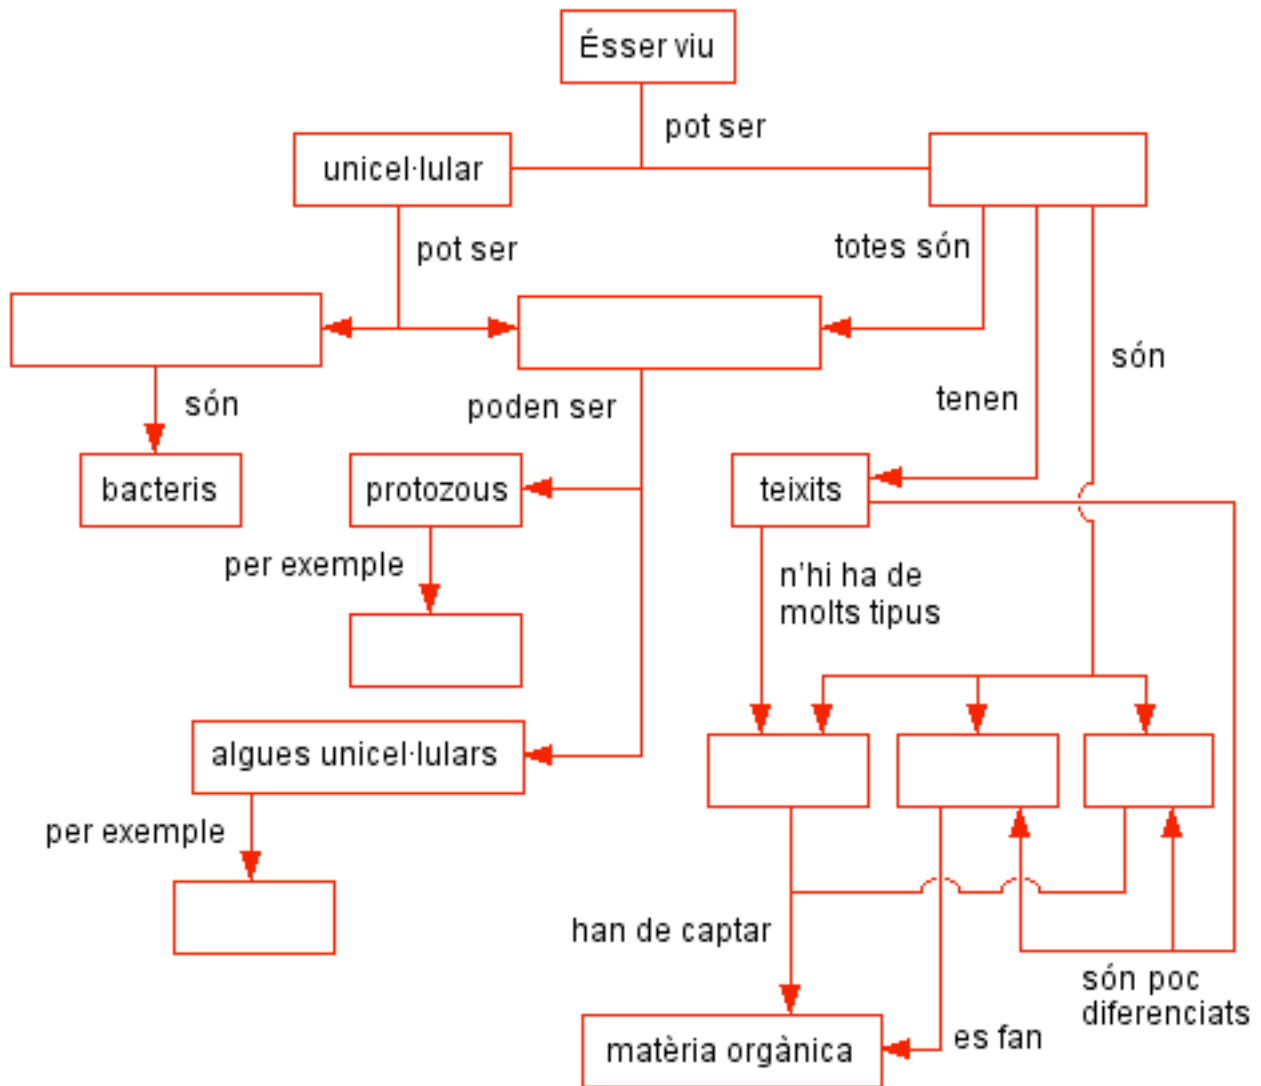 Ésser viu
pot ser
unicel·lular
pot ser
totes són
són
són
poden ser
tenen
bacteris
protozous
teixits
per exemple
n'hi ha de
molts tipus
algues unicel·lulars
per exemple
han de captar
són poc
diferenciats
es fan
matèria orgànica